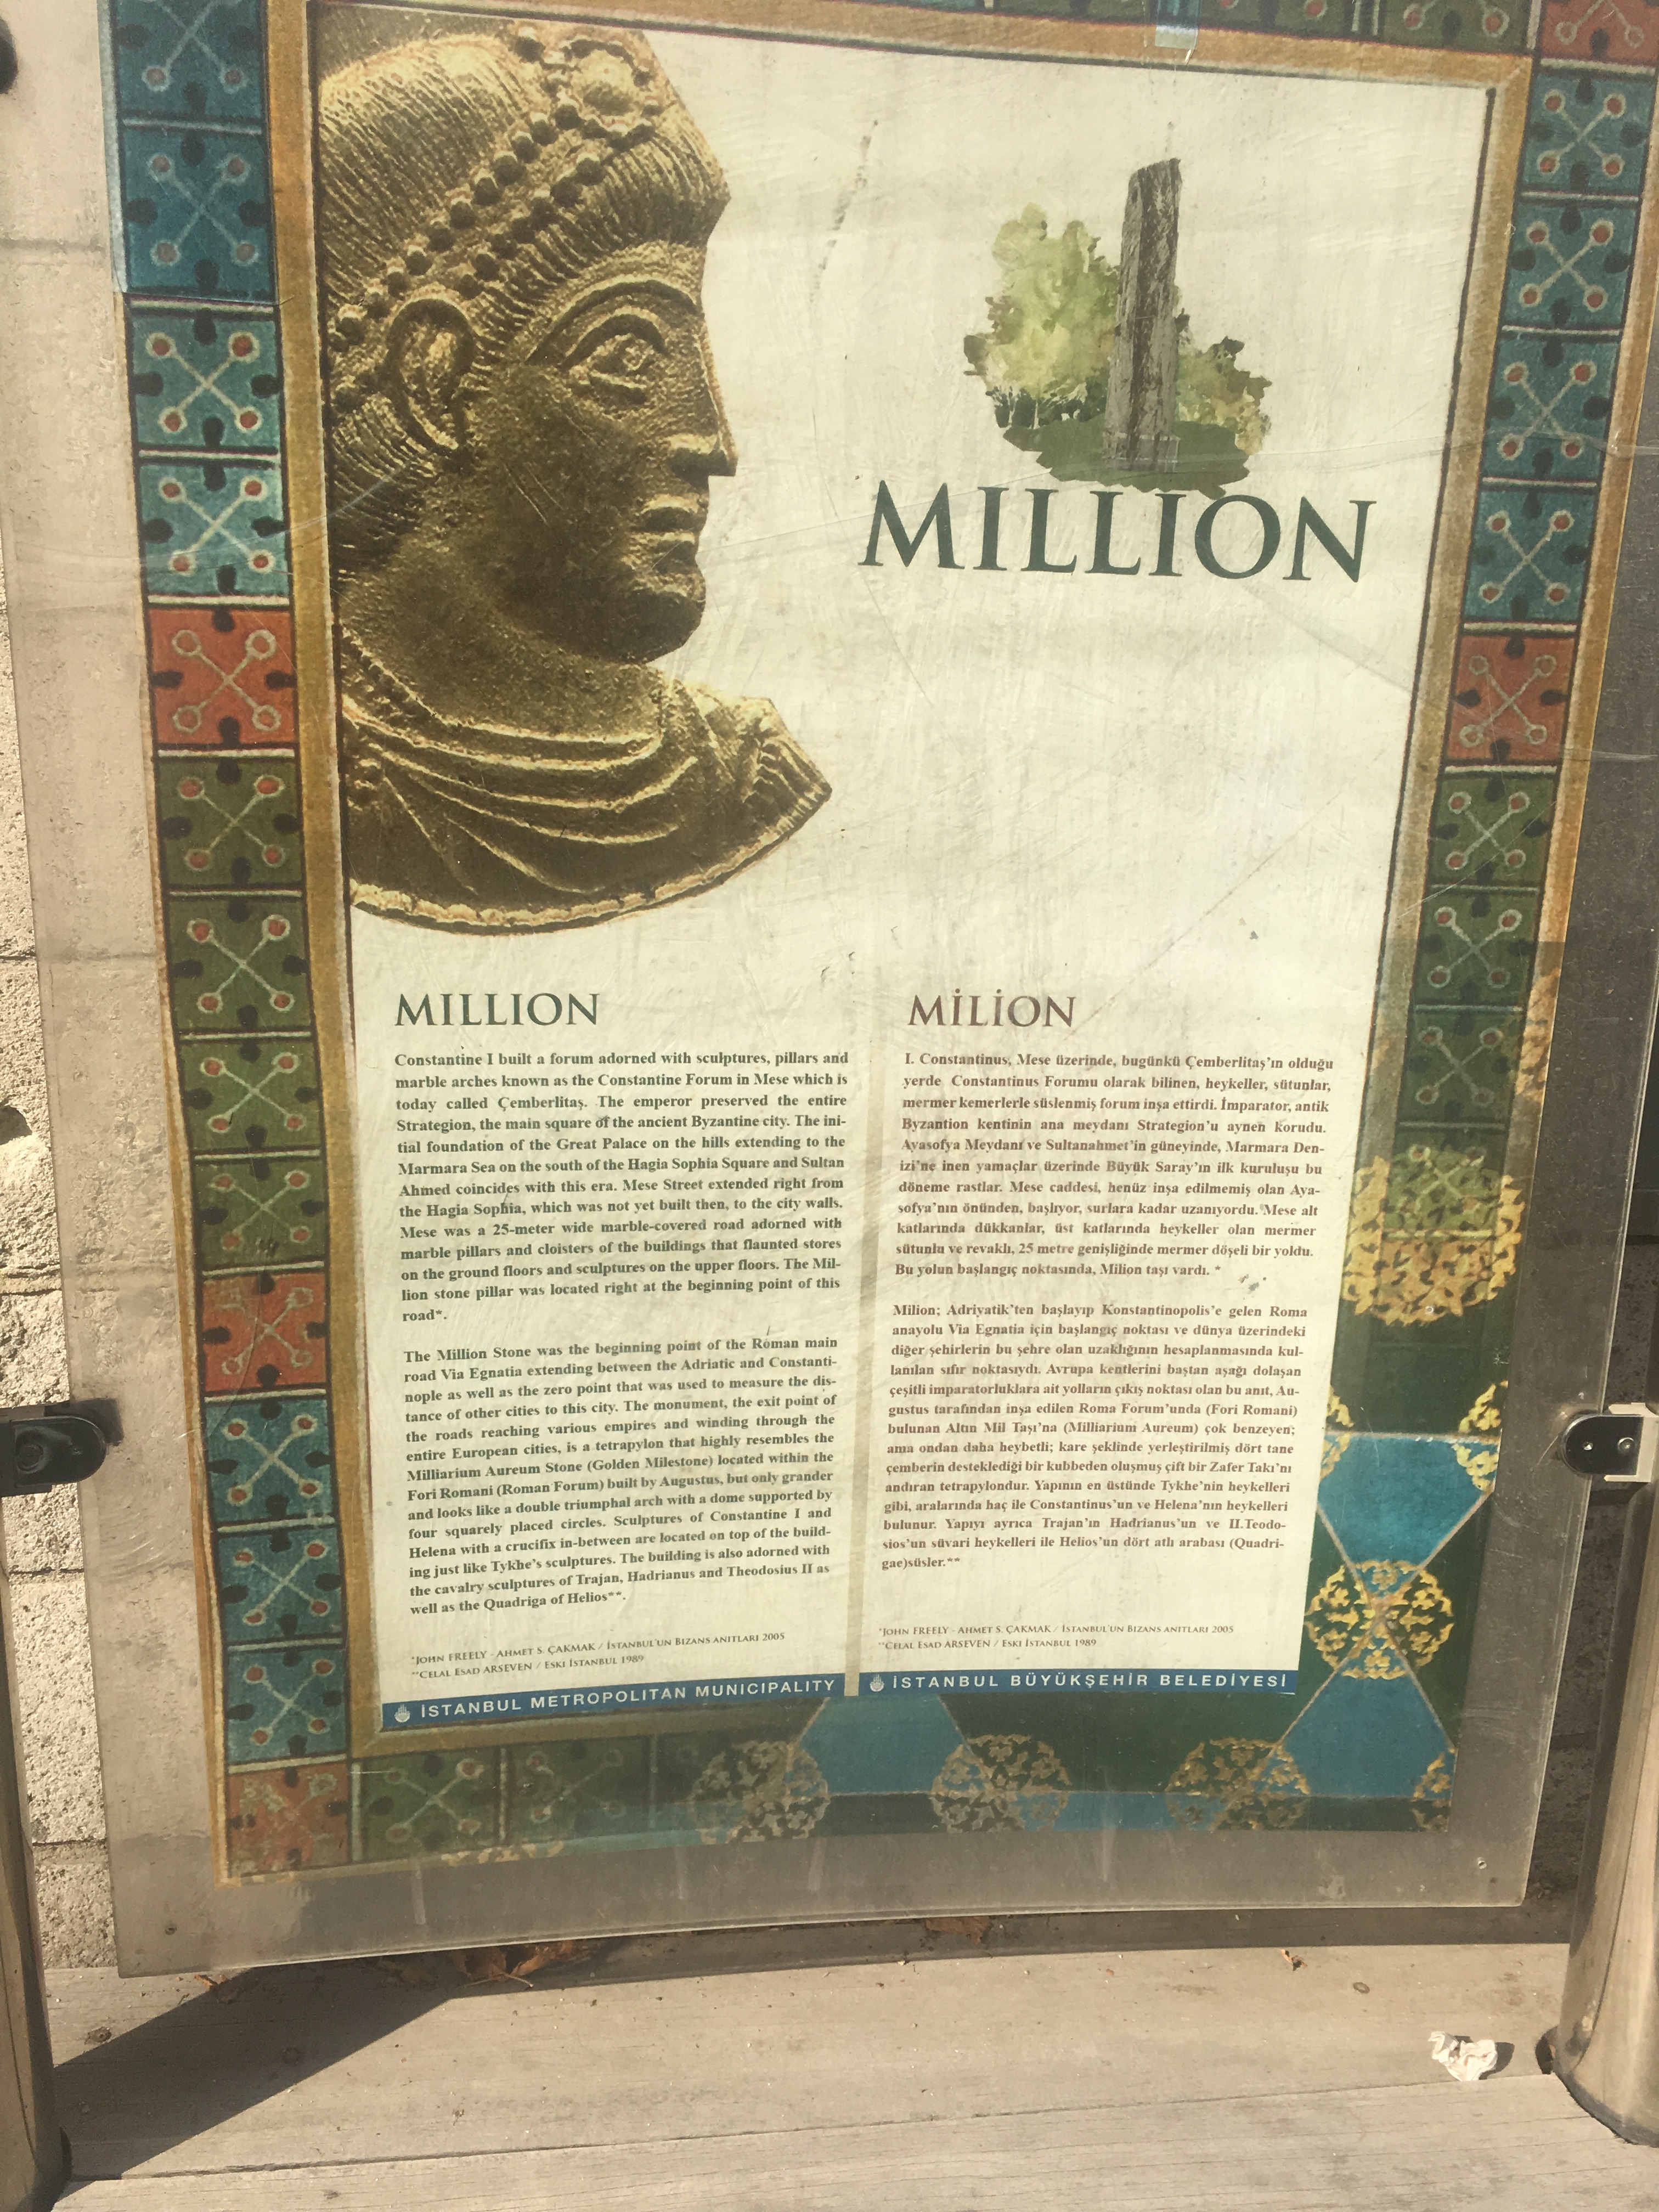 MILLION
MILLION
Constantine I built a forum adorned with sculptures, pillars and
marble arches known as the Constantine Forum in Mese which is
today called Çemberlitaş. The emperor preserved the entire
Strategion, the main square of the ancient Byzantine city. The ini-
tial foundation of the Great Palace on the hills extending to the
Marmara Sea on the south of the Hagia Sophia Square and Sultan
Ahmed coincides with this era. Mese Street extended right from
the Hagia Sophia, which was not yet built then, to the city walls.
Mese was a 25-meter wide marble-covered road adorned with
marble pillars and cloisters of the buildings that flaunted stores
on the ground floors and sculptures on the upper floors. The Mil-
lion stone pillar was located right at the beginning point of this
road*.
The Million Stone was the beginning point of the Roman main
road Via Egnatia extending between the Adriatic and Constanti-
nople as well as the zero point that was used to measure the dis-
tance of other cities to this city. The monument, the exit point of
the roads reaching various empires and winding through the
entire European cities, is a tetrapylon that highly resembles the
Milliarium Aureum Stone (Golden Milestone) located within the
Fori Romani (Roman Forum) built by Augustus, but only grander
and looks like a double triumphal arch with a dome supported by
four squarely placed circles. Sculptures of Constantine I and
Helena with a crucifix in-between are located on top of the build-
ing just like Tykhe's sculptures. The building is also adorned with
the cavalry sculptures of Trajan, Hadrianus and Theodosius II as
well as the Quadriga of Helios**.
*JOHN FREELY - AHMET S. ÇAKMAK / İSTANBUL'UN BIZANS ANITLARI 2005
**CELAL ESAD ARSEVEN / ESKI İSTANBUL 1989
İSTANBUL METROPOLITAN MUNICIPALITY
MİLİON
I. Constantinus, Mese üzerinde, bugünkü Çemberlitaş'ın olduğu
yerde Constantinus Forumu olarak bilinen, heykeller, sütunlar,
mermer kemerlerle süslenmiş forum inşa ettirdi. İmparator, antik
Byzantion kentinin ana meydanı Strategion'u aynen korudu.
Ayasofya Meydanı ve Sultanahmet'in güneyinde, Marmara Den-
izi'ne inen yamaçlar üzerinde Büyük Saray'ın ilk kuruluşu bu
döneme rastlar. Mese caddesi, henüz inşa edilmemiş olan Aya-
sofya'nın önünden, başlıyor, surlara kadar uzanıyordu. Mese alt
katlarında dükkanlar, üst katlarında heykeller olan mermer
sütunlu ve revaklı, 25 metre genişliğinde mermer döşeli bir yoldu.
Bu yolun başlangıç noktasında, Milion taşı vardı. *
Milion; Adriyatik'ten başlayıp Konstantinopolis'e gelen Roma
anayolu Via Egnatia için başlangıç noktası ve dünya üzerindeki
diğer şehirlerin bu şehre olan uzaklığının hesaplanmasında kul-
lanılan sıfır noktasıydı. Avrupa kentlerini baştan aşağı dolaşan
çeşitli imparatorluklara ait yolların çıkış noktası olan bu anıt, Au-
gustus tarafından inşa edilen Roma Forum'unda (Fori Romani)
bulunan Altın Mil Taşı'na (Milliarium Aureum) çok benzeyen;
ama ondan daha heybetli; kare şeklinde yerleştirilmiş dört tane
çemberin desteklediği bir kubbeden oluşmuş çift bir Zafer Takı'nı
andıran tetrapylondur. Yapının en üstünde Tykhe'nin heykelleri
gibi, aralarında haç ile Constantinus'un ve Helena'nın heykelleri
bulunur. Yapıyı ayrıca Trajan'ın Hadrianus'un ve II.Teodo-
sios'un süvari heykelleri ile Helios'un dört atlı arabası (Quadri-
gae)süsler.**
*JOHN FREELY - AHMET S. ÇAKMAK / İSTANBUL'UN BIZANS ANITLARI 2005
**CELAL ESAD ARSEVEN / ESKI İSTANBUL 1989
İSTANBUL BÜYÜKŞEHİR BELEDİYESİ